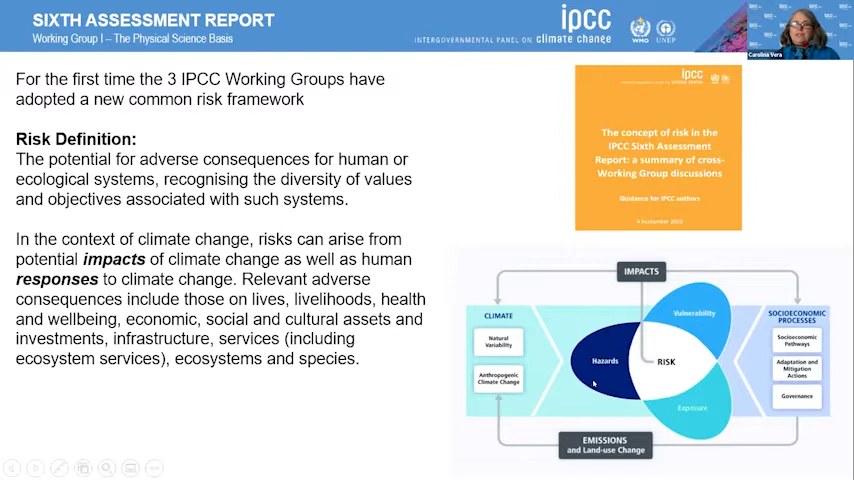 SIXTH ASSESSMENT REPORT
Working Group I – The Physical Science Basis
ipcc
INTERGOVERNMENTAL PANEL ON climate change
WMO
UNEP
Carolina Vera
For the first time the 3 IPCC Working Groups have
adopted a new common risk framework
Risk Definition:
The potential for adverse consequences for human or
ecological systems, recognising the diversity of values
and objectives associated with such systems.
In the context of climate change, risks can arise from
potential impacts of climate change as well as human
responses to climate change. Relevant adverse
consequences include those on lives, livelihoods, health
and wellbeing, economic, social and cultural assets and
investments, infrastructure, services (including
ecosystem services), ecosystems and species.
ipcc
The concept of risk in the
IPCC Sixth Assessment
Report: a summary of cross-
Working Group discussions
Guidance for IPCC authors
4 September 2020
IMPACTS
CLIMATE
Natural
Variability
Anthropogenic
Climate Change
Vulnerability
Hazards
RISK
Exposure
SOCIOECONOMIC
PROCESSES
Socioeconomic
Pathways
Adaptation and
Mitigation
Actions
Governance
EMISSIONS
and Land-use Change